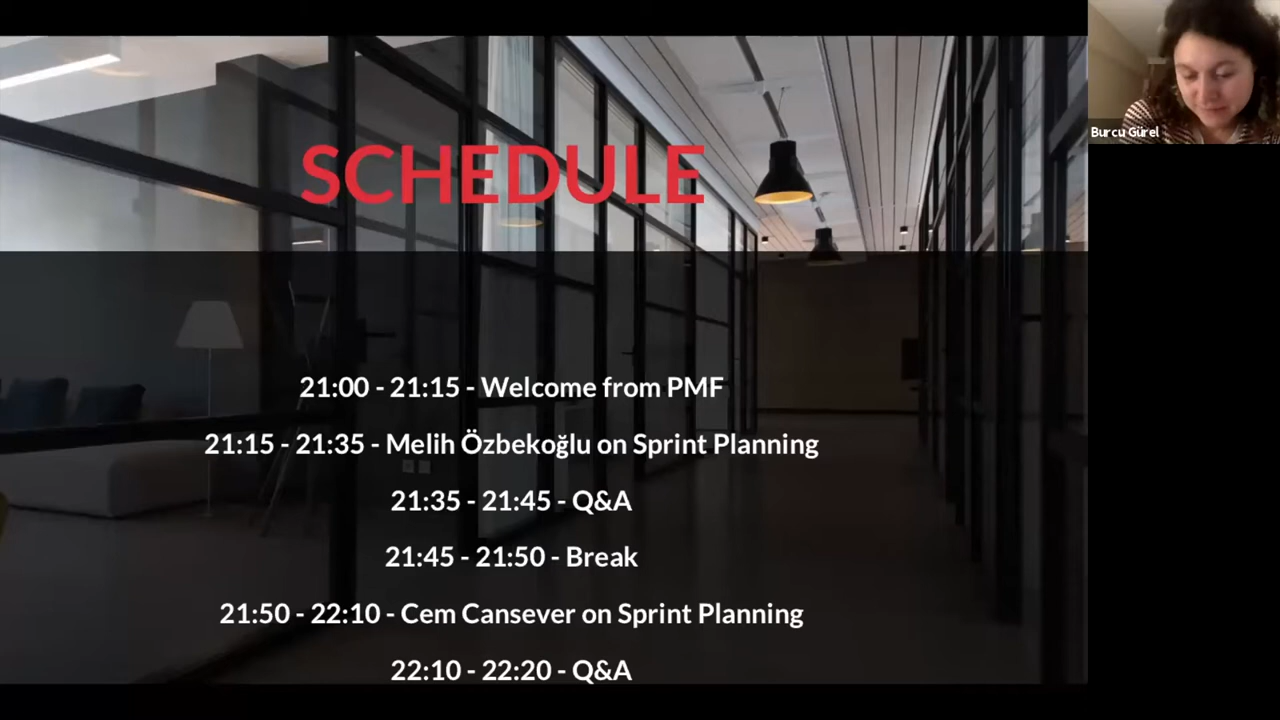 SCHEDULE
21:00 - 21:15 - Welcome from PMF
21:15 - 21:35 - Melih Özbekoğlu on Sprint Planning
21:35 - 21:45 - Q&A
21:45 - 21:50 - Break
21:50 - 22:10 - Cem Cansever on Sprint Planning
22:10 - 22:20 - Q&A
Burcu Gürel